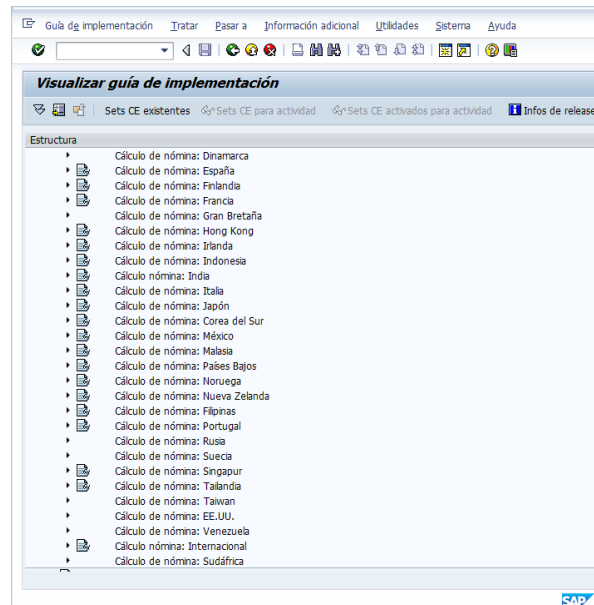 Guía de implementación Tratar Pasar a Información adicional Utilidades Sistema Ayuda
Visualizar guía de implementación
Sets CE existentes Sets CE para actividad Sets CE activados para actividad Infos de release
Estructura
Cálculo de nómina: Dinamarca
Cálculo de nómina: España
Cálculo de nómina: Finlandia
Cálculo de nómina: Francia
Cálculo de nómina: Gran Bretaña
Cálculo de nómina: Hong Kong
Cálculo de nómina: Irlanda
Cálculo de nómina: Indonesia
Cálculo nómina: India
Cálculo de nómina: Italia
Cálculo de nómina: Japón
Cálculo de nómina: Corea del Sur
Cálculo de nómina: México
Cálculo de nómina: Malasia
Cálculo de nómina: Países Bajos
Cálculo de nómina: Noruega
Cálculo de nómina: Nueva Zelanda
Cálculo de nómina: Filipinas
Cálculo de nómina: Portugal
Cálculo de nómina: Rusia
Cálculo de nómina: Suecia
Cálculo de nómina: Singapur
Cálculo de nómina: Tailandia
Cálculo de nómina: Taiwan
Cálculo de nómina: EE.UU.
Cálculo de nómina: Venezuela
Cálculo nómina: Internacional
Cálculo de nómina: Sudáfrica
SAP